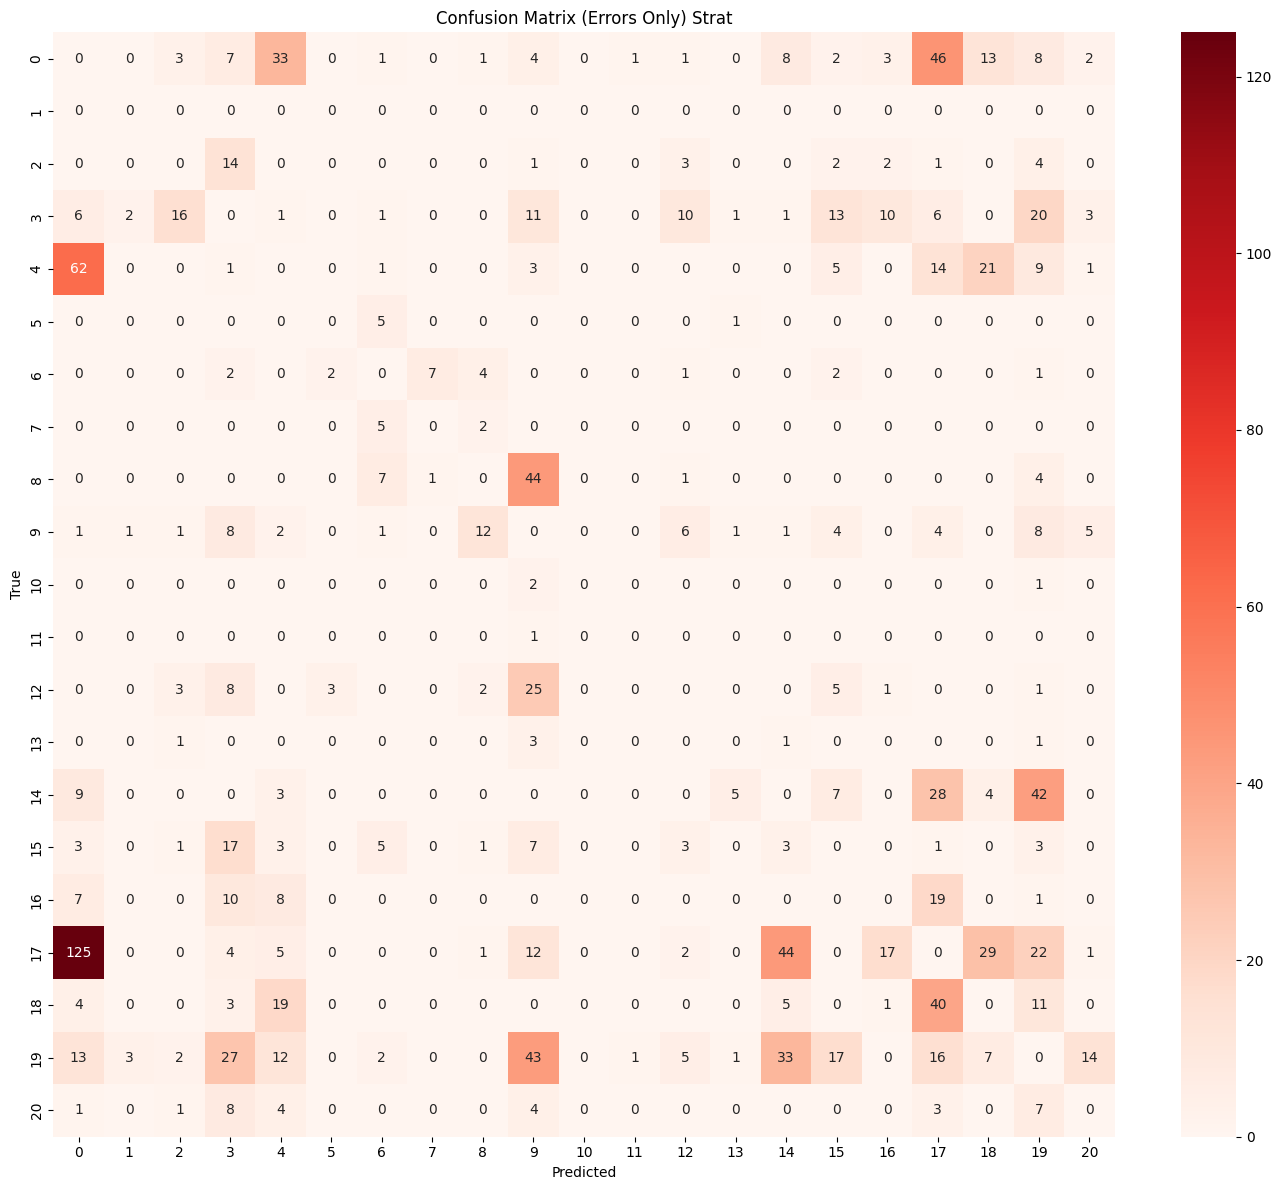 Confusion Matrix (Errors Only) Strat
0 0 0 3 7 33 0 1 0 1 4 0 1 1 0 8 2 3 46 13 8 2
1 0 0 0 0 0 0 0 0 0 0 0 0 0 0 0 0 0 0 0 0 0
2 0 0 0 14 0 0 0 0 0 1 0 0 3 0 0 2 2 1 0 4 0
3 6 2 16 0 1 0 1 0 0 11 0 0 10 1 1 13 10 6 0 20 3
4 62 0 0 1 0 0 1 0 0 3 0 0 0 0 0 5 0 14 21 9 1
5 0 0 0 0 0 0 5 0 0 0 0 0 0 1 0 0 0 0 0 0 0
6 0 0 0 2 0 2 0 7 4 0 0 0 1 0 0 2 0 0 0 1 0
7 0 0 0 0 0 0 5 0 2 0 0 0 0 0 0 0 0 0 0 0 0
8 0 0 0 0 0 0 7 1 0 44 0 0 1 0 0 0 0 0 0 4 0
9 1 1 1 8 2 0 1 0 12 0 0 0 6 1 1 4 0 4 0 8 5
10 0 0 0 0 0 0 0 0 0 2 0 0 0 0 0 0 0 0 0 1 0
11 0 0 0 0 0 0 0 0 0 1 0 0 0 0 0 0 0 0 0 0 0
12 0 0 3 8 0 3 0 0 2 25 0 0 0 0 0 5 1 0 0 1 0
13 0 0 1 0 0 0 0 0 0 3 0 0 0 0 1 0 0 0 0 1 0
14 9 0 0 0 3 0 0 0 0 0 0 0 0 5 0 7 0 28 4 42 0
15 3 0 1 17 3 0 5 0 1 7 0 0 3 0 3 0 0 1 0 3 0
16 7 0 0 10 8 0 0 0 0 0 0 0 0 0 0 0 0 19 0 1 0
17 125 0 0 4 5 0 0 0 1 12 0 0 2 0 44 0 17 0 29 22 1
18 4 0 0 3 19 0 0 0 0 0 0 0 0 0 5 0 1 40 0 11 0
19 13 3 2 27 12 0 2 0 0 43 0 1 5 1 33 17 0 16 7 0 14
20 1 0 1 8 4 0 0 0 0 4 0 0 0 0 0 0 0 3 0 7 0
0 1 2 3 4 5 6 7 8 9 10 11 12 13 14 15 16 17 18 19 20
Predicted
True
120
100
80
60
40
20
0